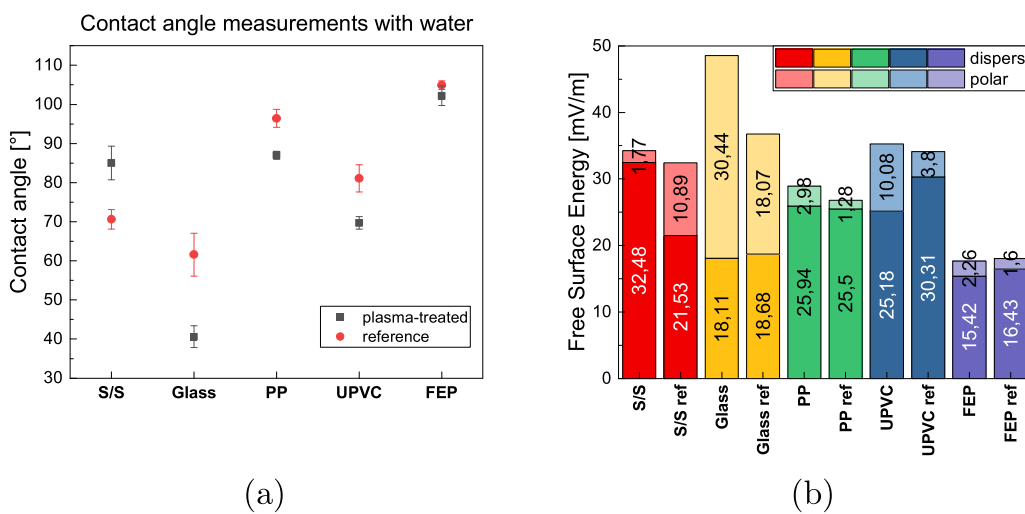 Contact angle measurements with water
Contact angle [°]
110
100
90
80
70
60
50
40
30
plasma-treated
reference
S/S
Glass
PP
UPVC
FEP
(a)
Free Surface Energy [mV/m]
50
40
30
20
10
0
dispers
polar
1,77
32,48
10,89
21,53
30,44
18,11
18,07
18,68
2,98
25,94
1,28
25,5
10,08
25,18
3,8
30,31
2,26
15,42
1,6
16,43
S/S
S/S ref
Glass
Glass ref
PP
PP ref
UPVC
UPVC ref
FEP
FEP ref
(b)